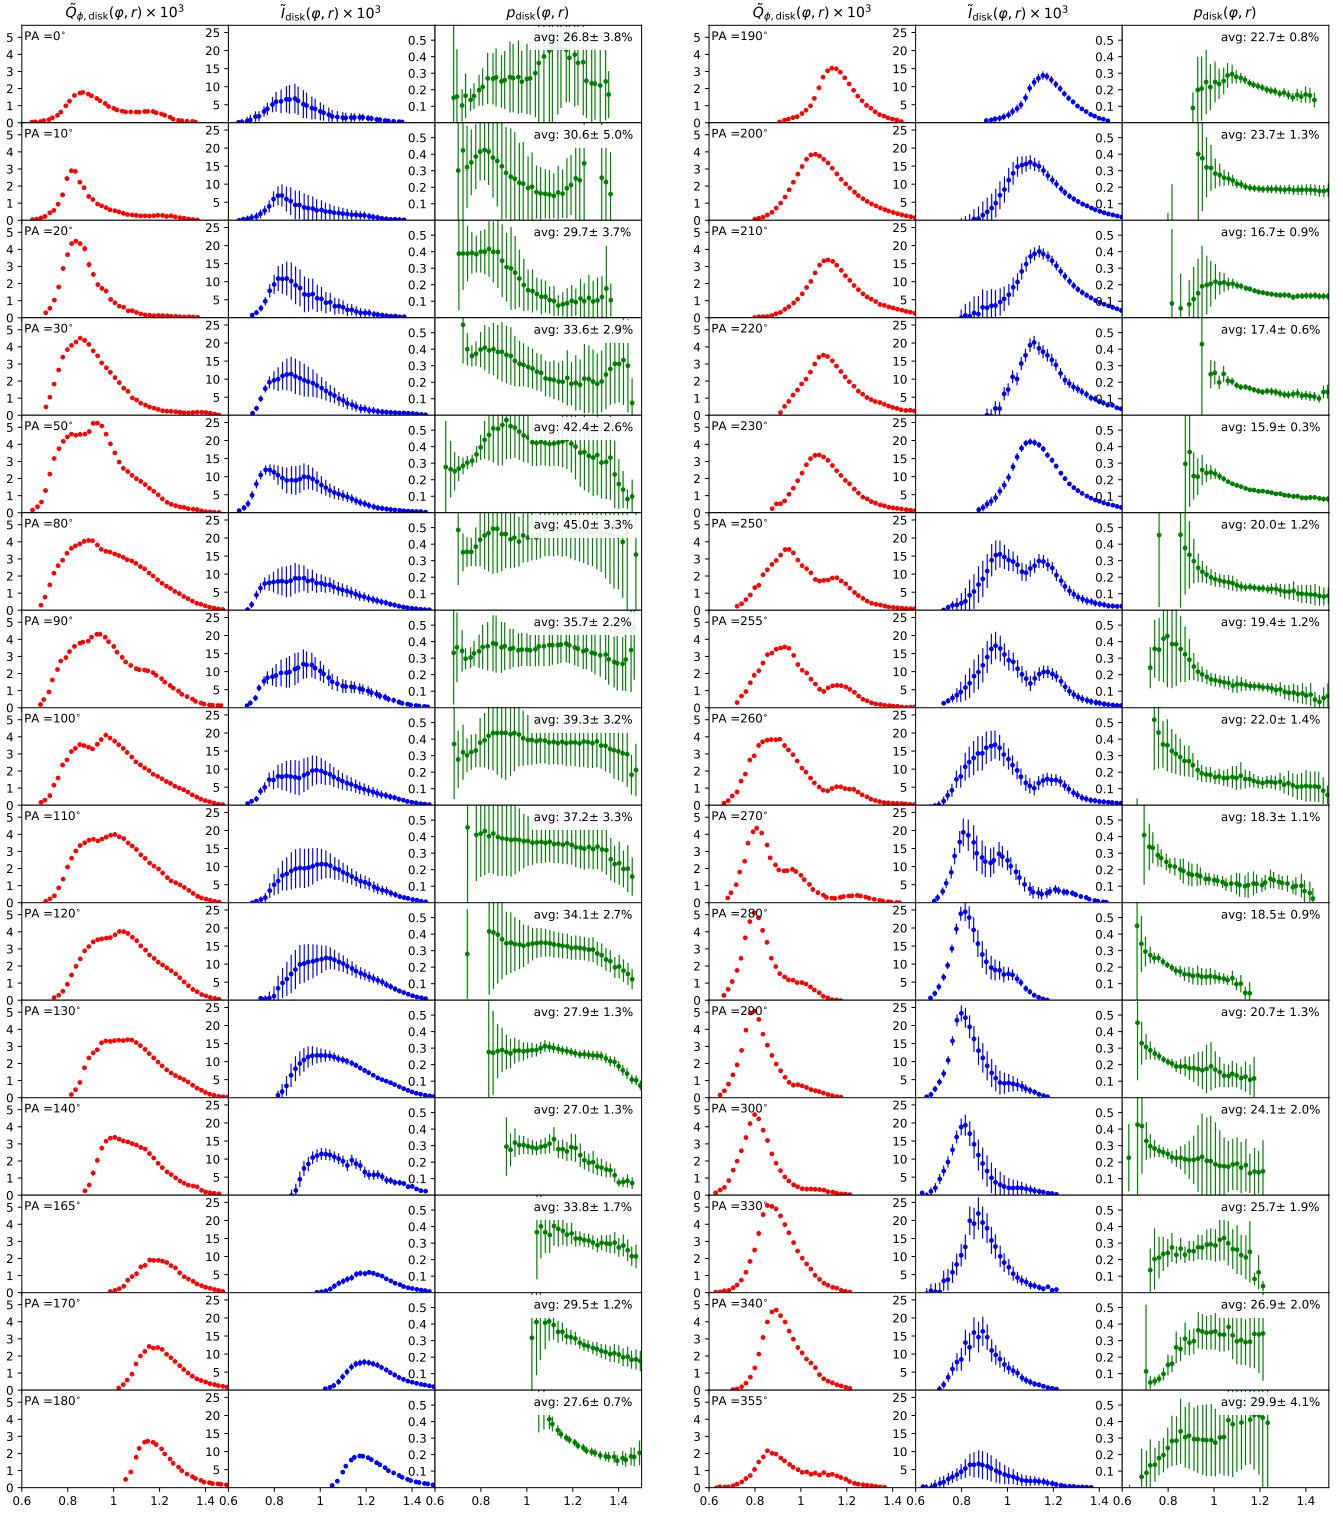 Q̃ϕ,disk(φ, r) × 10³ Ĩdisk(φ, r) × 10³ pdisk(φ, r) Q̃ϕ,disk(φ, r) × 10³ Ĩdisk(φ, r) × 10³ pdisk(φ, r)
PA =0° avg: 26.8± 3.8% PA =190° avg: 22.7± 0.8%
PA =10° avg: 30.6± 5.0% PA =200° avg: 23.7± 1.3%
PA =20° avg: 29.7± 3.7% PA =210° avg: 16.7± 0.9%
PA =30° avg: 33.6± 2.9% PA =220° avg: 17.4± 0.6%
PA =50° avg: 42.4± 2.6% PA =230° avg: 15.9± 0.3%
PA =80° avg: 45.0± 3.3% PA =250° avg: 20.0± 1.2%
PA =90° avg: 35.7± 2.2% PA =255° avg: 19.4± 1.2%
PA =100° avg: 39.3± 3.2% PA =260° avg: 22.0± 1.4%
PA =110° avg: 37.2± 3.3% PA =270° avg: 18.3± 1.1%
PA =120° avg: 34.1± 2.7% PA =280° avg: 18.5± 0.9%
PA =130° avg: 27.9± 1.3% PA =290° avg: 20.7± 1.3%
PA =140° avg: 27.0± 1.3% PA =300° avg: 24.1± 2.0%
PA =165° avg: 33.8± 1.7% PA =330° avg: 25.7± 1.9%
PA =170° avg: 29.5± 1.2% PA =340° avg: 26.9± 2.0%
PA =180° avg: 27.6± 0.7% PA =355° avg: 29.9± 4.1%
0.6 0.8 1 1.2 1.4 0.6 0.8 1 1.2 1.4 0.6 0.8 1 1.2 1.4 0.6 0.8 1 1.2 1.4 0.6 0.8 1 1.2 1.4 0.6 0.8 1 1.2 1.4